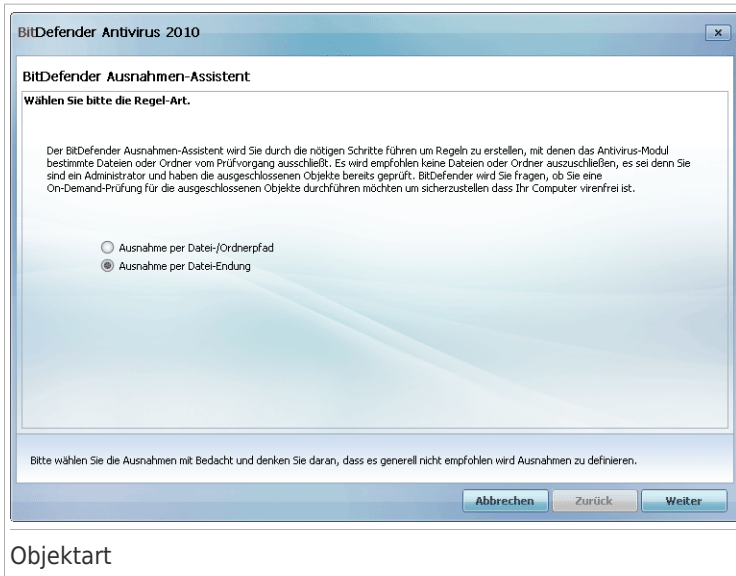 BitDefender Antivirus 2010
BitDefender Ausnahmen-Assistent
Wählen Sie bitte die Regel-Art.
Der BitDefender Ausnahmen-Assistent wird Sie durch die nötigen Schritte führen um Regeln zu erstellen, mit denen das Antivirus-Modul
bestimmte Dateien oder Ordner vom Prüfvorgang ausschließt. Es wird empfohlen keine Dateien oder Ordner auszuschließen, es sei denn Sie
sind ein Administrator und haben die ausgeschlossenen Objekte bereits geprüft. BitDefender wird Sie fragen, ob Sie eine
On-Demand-Prüfung für die ausgeschlossenen Objekte durchführen möchten um sicherzustellen dass Ihr Computer virenfrei ist.
Ausnahme per Datei-/Ordnerpfad
Ausnahme per Datei-Endung
Bitte wählen Sie die Ausnahmen mit Bedacht und denken Sie daran, dass es generell nicht empfohlen wird Ausnahmen zu definieren.
Abbrechen Zurück Weiter
Objektart